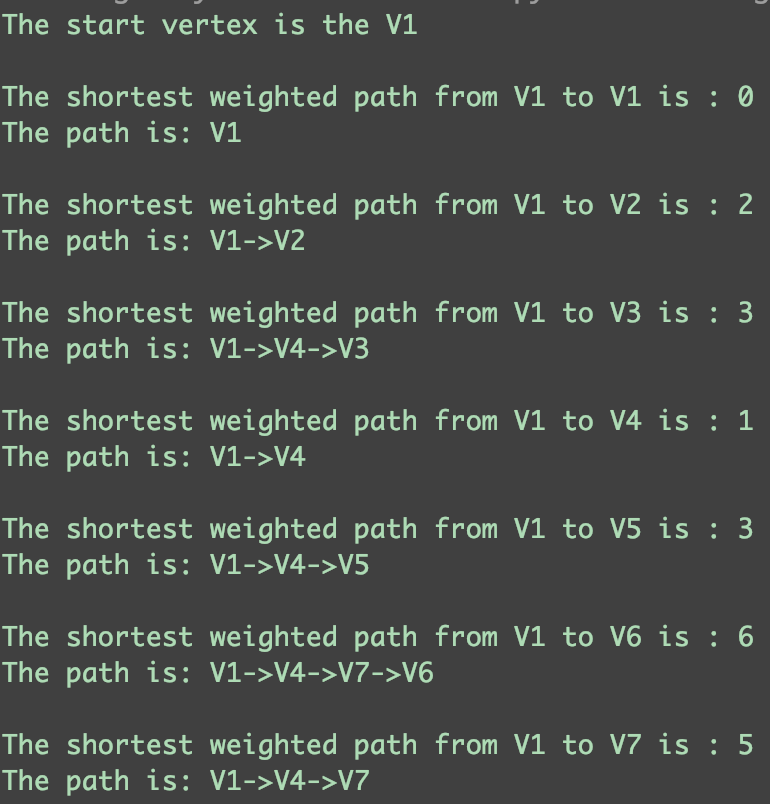 The start vertex is the V1
The shortest weighted path from V1 to V1 is : 0
The path is: V1
The shortest weighted path from V1 to V2 is : 2
The path is: V1->V2
The shortest weighted path from V1 to V3 is : 3
The path is: V1->V4->V3
The shortest weighted path from V1 to V4 is : 1
The path is: V1->V4
The shortest weighted path from V1 to V5 is : 3
The path is: V1->V4->V5
The shortest weighted path from V1 to V6 is : 6
The path is: V1->V4->V7->V6
The shortest weighted path from V1 to V7 is : 5
The path is: V1->V4->V7